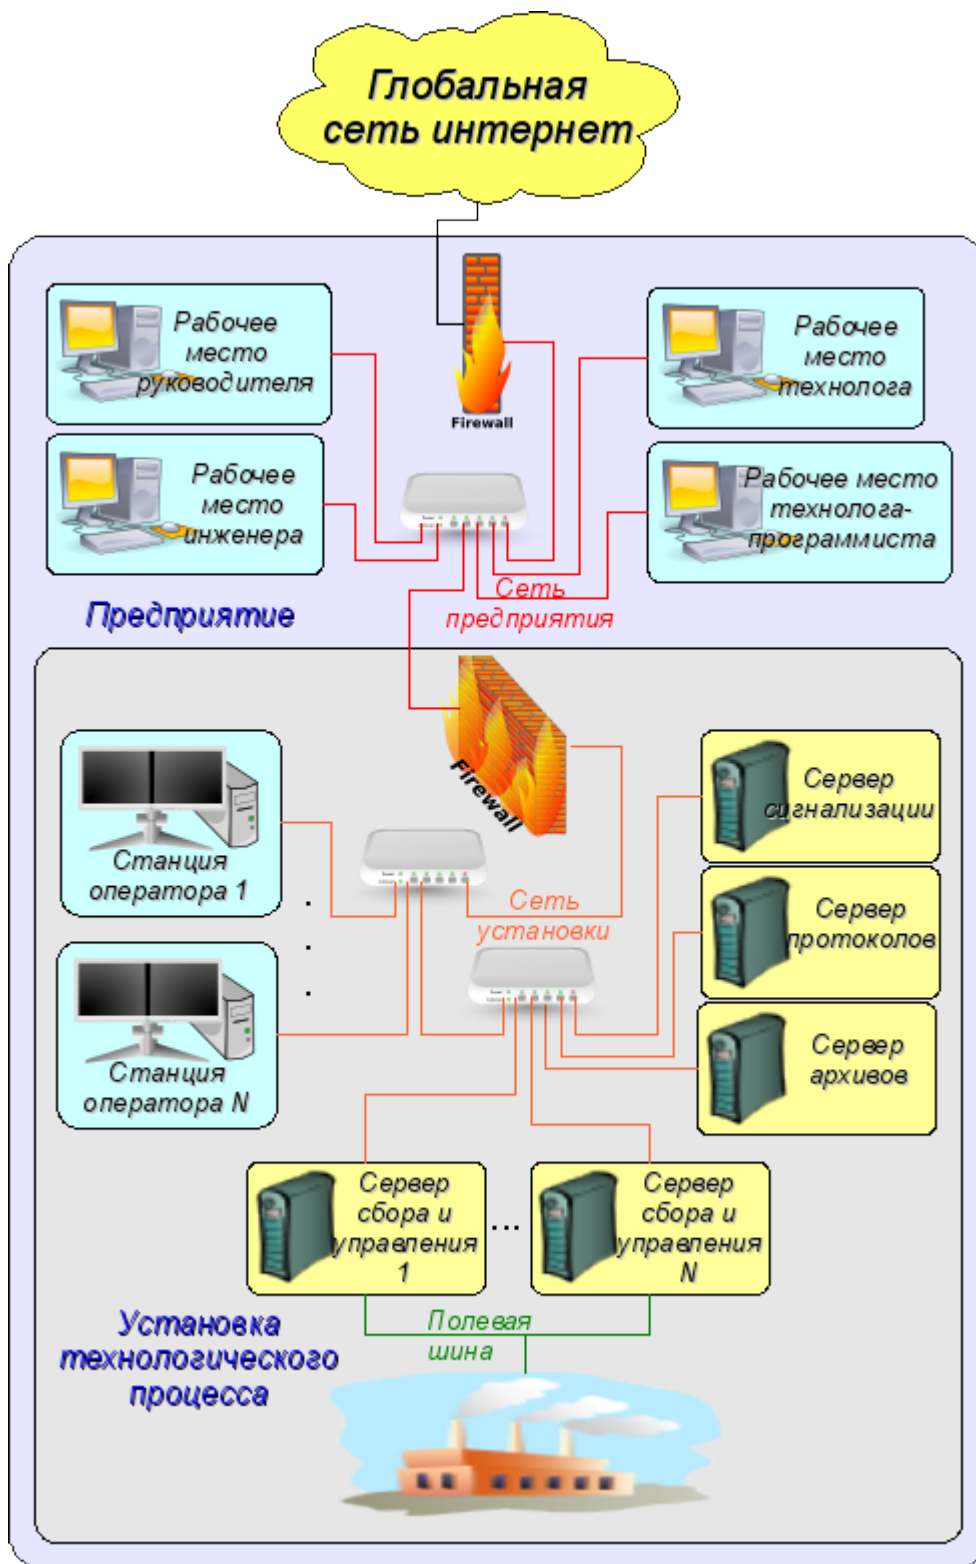 Глобальная
сеть интернет
Рабочее
место
руководителя
Рабочее
место
технолога
Firewall
Рабочее
место
инженера
Рабочее место
технолога-
программиста
Сеть
предприятия
Предприятие
Firewall
Станция
оператора 1
Сервер
сигнализации
Сеть
установки
Сервер
протоколов
Станция
оператора N
Сервер
архивов
Сервер
сбора и
управления
1
...
Сервер
сбора и
управления
N
Полевая
шина
Установка
технологического
процесса